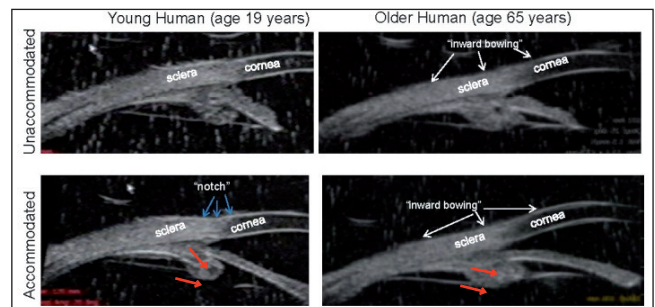 Young Human (age 19 years)
Older Human (age 65 years)
Unaccommodated
sclera
cornea
"inward bowing"
sclera
cornea
Accommodated
"notch"
sclera
cornea
"inward bowing"
sclera
cornea